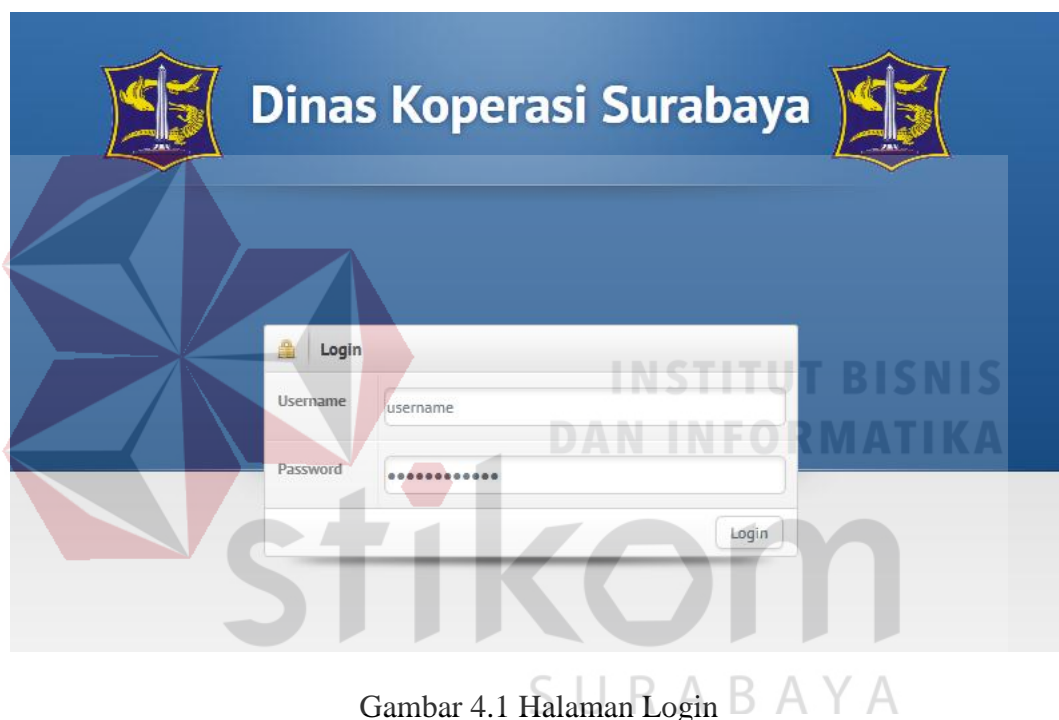 Dinas Koperasi Surabaya
Login
INSTITUT BISNIS
Username
username
DAN INFORMATIKA
Password
••••••••••••
Login
stikom
SURABAYA
Gambar 4.1 Halaman Login